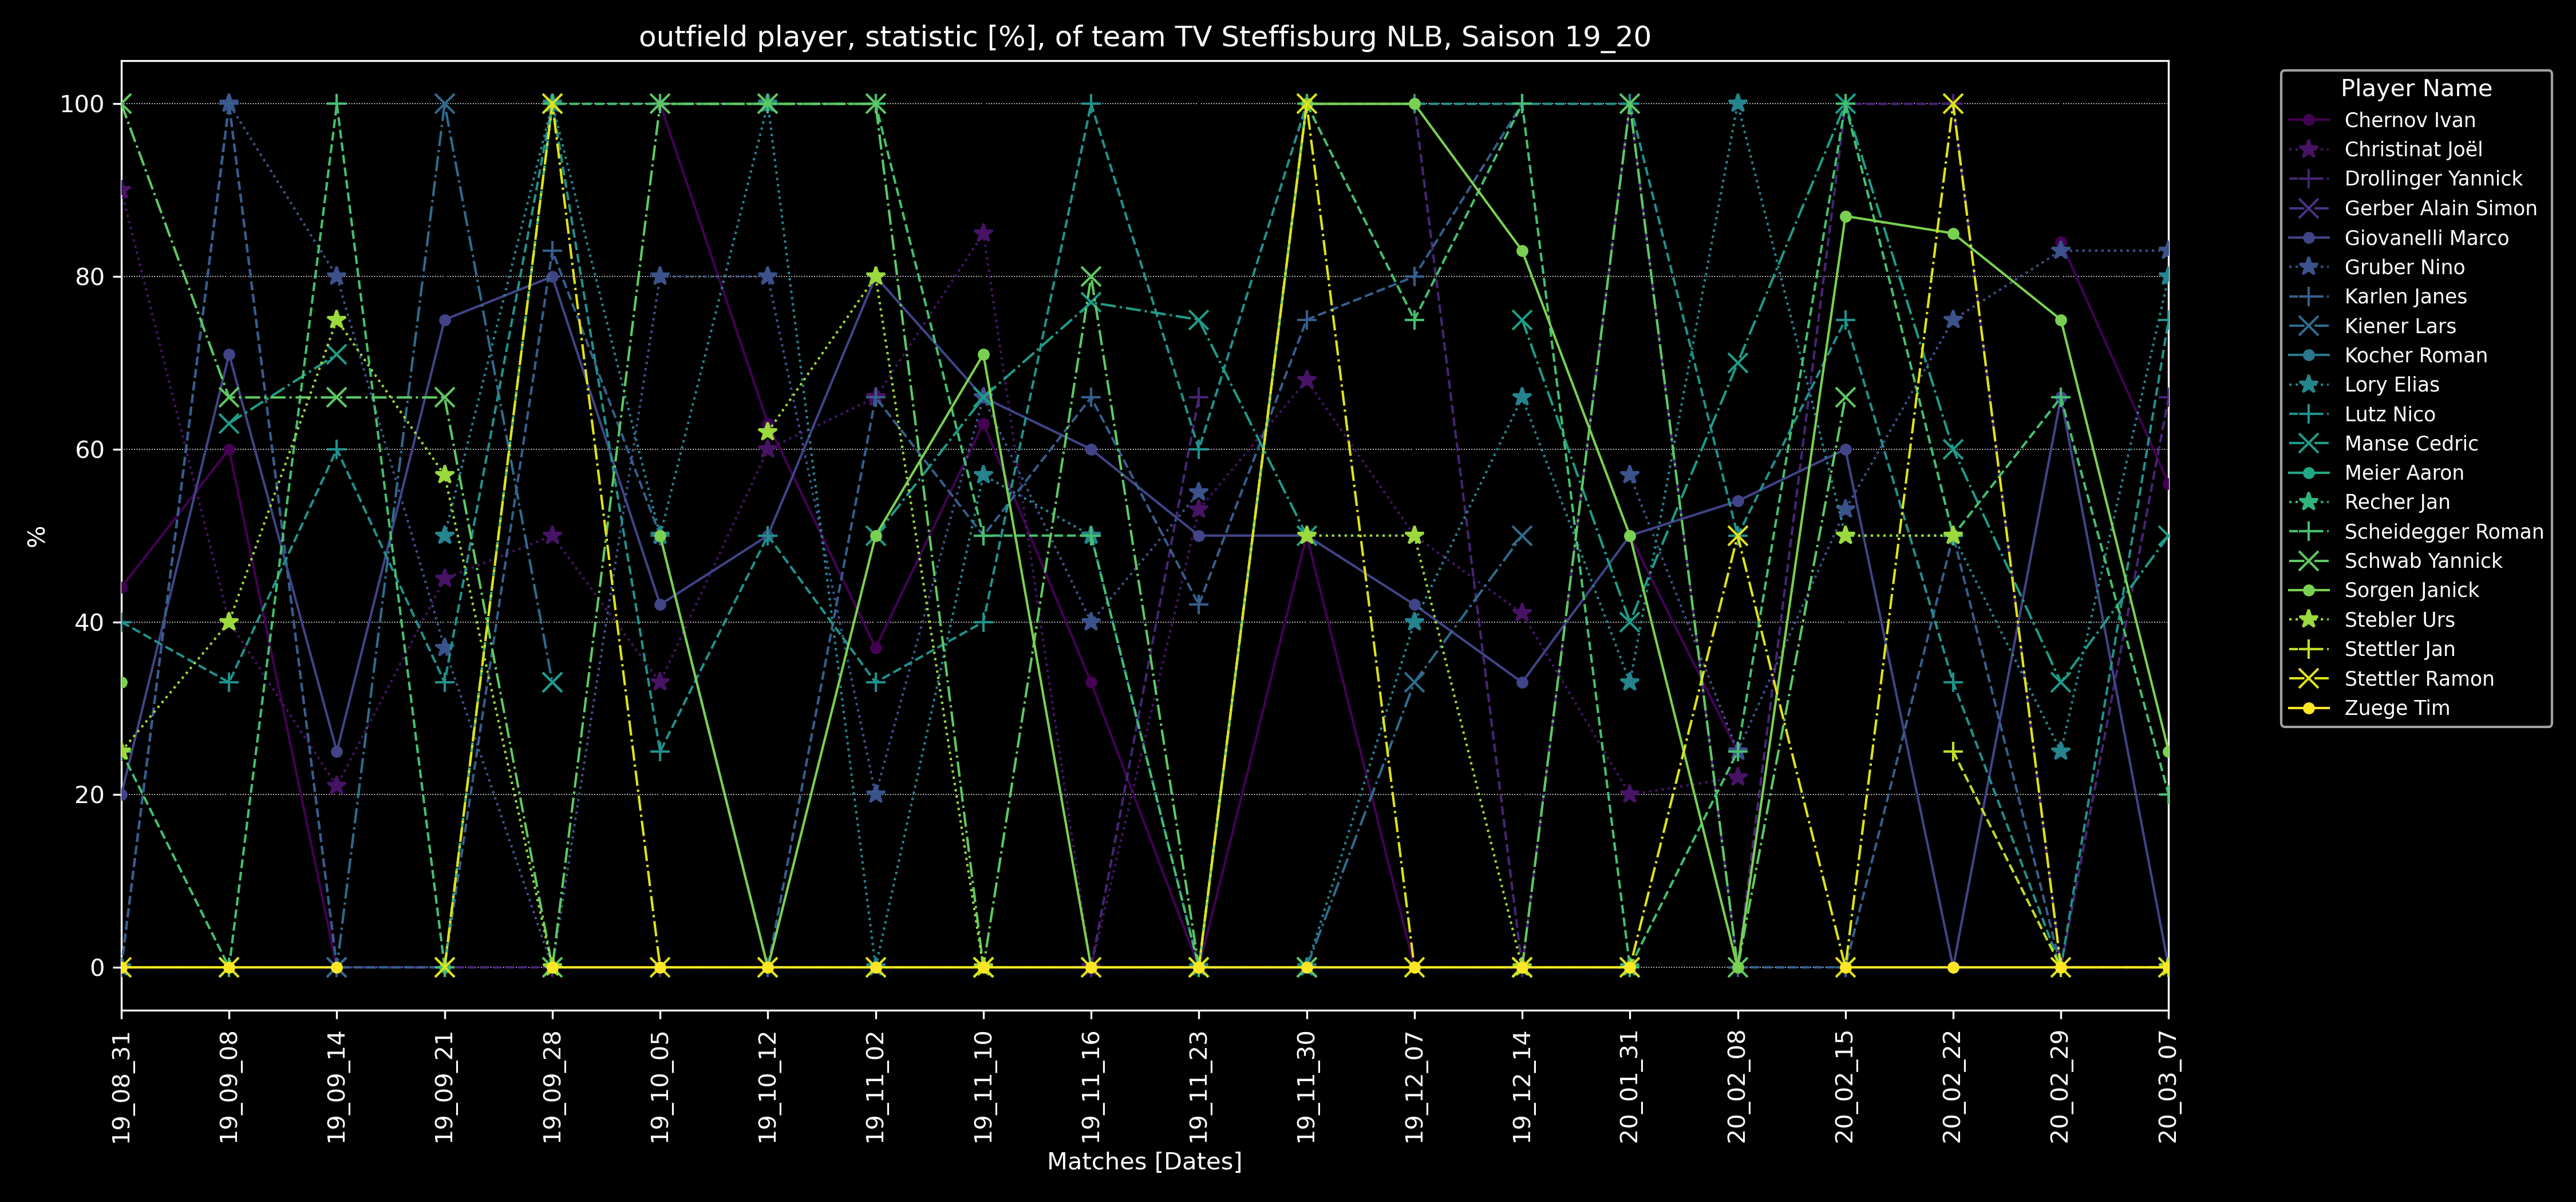 outfield player, statistic [%], of team TV Steffisburg NLB, Saison 19_20
100
80
60
40
20
0
%
19_08_31
19_09_08
19_09_14
19_09_21
19_09_28
19_10_05
19_10_12
19_11_02
19_11_10
19_11_16
19_11_23
19_11_30
19_12_07
19_12_14
20_01_31
20_02_08
20_02_15
20_02_22
20_02_29
20_03_07
Matches [Dates]
Player Name
Chernov Ivan
Christinat Joël
Drollinger Yannick
Gerber Alain Simon
Giovanelli Marco
Gruber Nino
Karlen Janes
Kiener Lars
Kocher Roman
Lory Elias
Lutz Nico
Manse Cedric
Meier Aaron
Recher Jan
Scheidegger Roman
Schwab Yannick
Sorgen Janick
Stebler Urs
Stettler Jan
Stettler Ramon
Zuege Tim